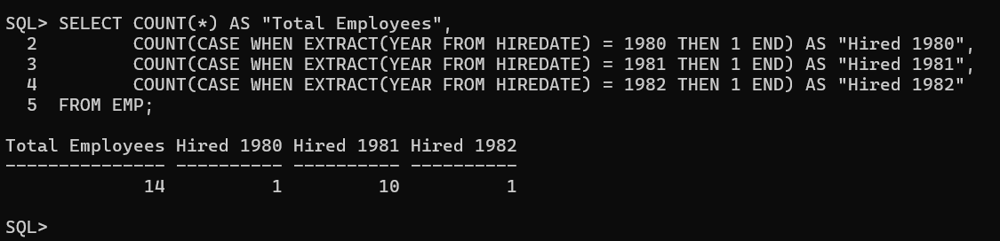 SQL> SELECT COUNT(*) AS "Total Employees",
  2         COUNT(CASE WHEN EXTRACT(YEAR FROM HIREDATE) = 1980 THEN 1 END) AS "Hired 1980",
  3         COUNT(CASE WHEN EXTRACT(YEAR FROM HIREDATE) = 1981 THEN 1 END) AS "Hired 1981",
  4         COUNT(CASE WHEN EXTRACT(YEAR FROM HIREDATE) = 1982 THEN 1 END) AS "Hired 1982"
  5  FROM EMP;

Total Employees Hired 1980 Hired 1981 Hired 1982
--------------- ---------- ---------- ----------
             14          1         10          1

SQL>